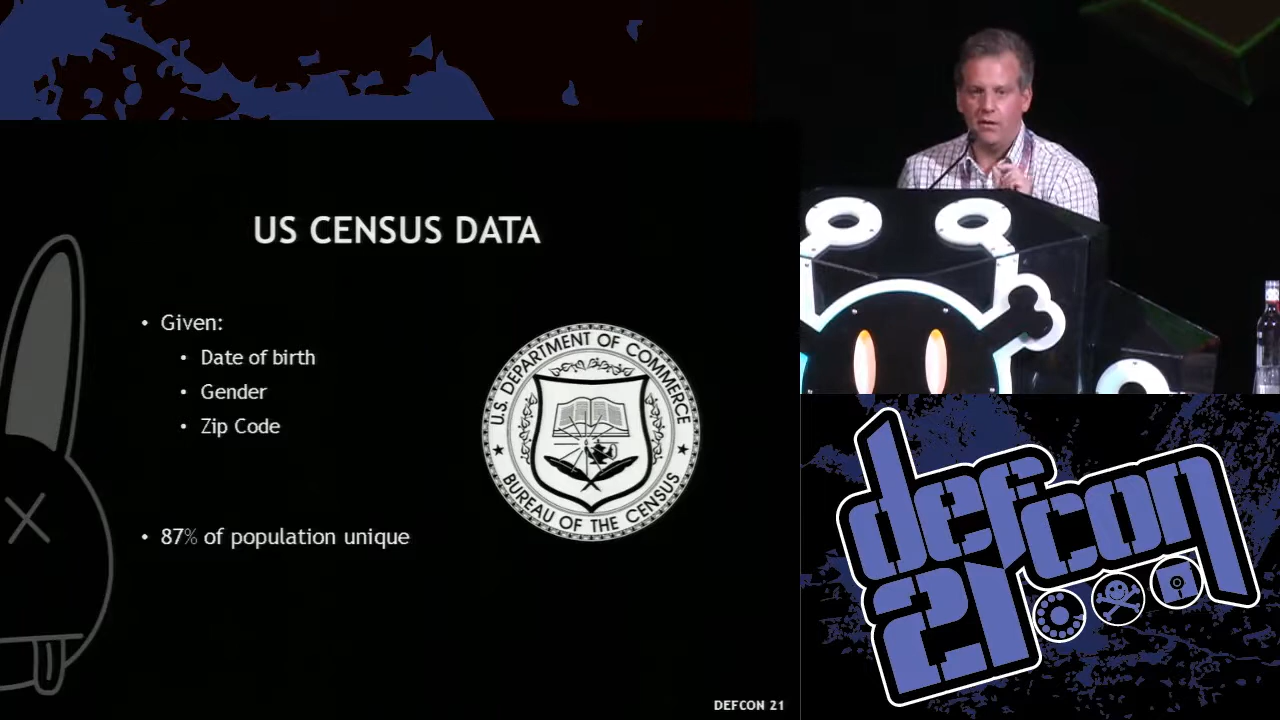 US CENSUS DATA
• Given:
• Date of birth
• Gender
• Zip Code
• 87% of population unique
U.S. DEPARTMENT OF COMMERCE
BUREAU OF THE CENSUS
DEFCON 21
defcon
21